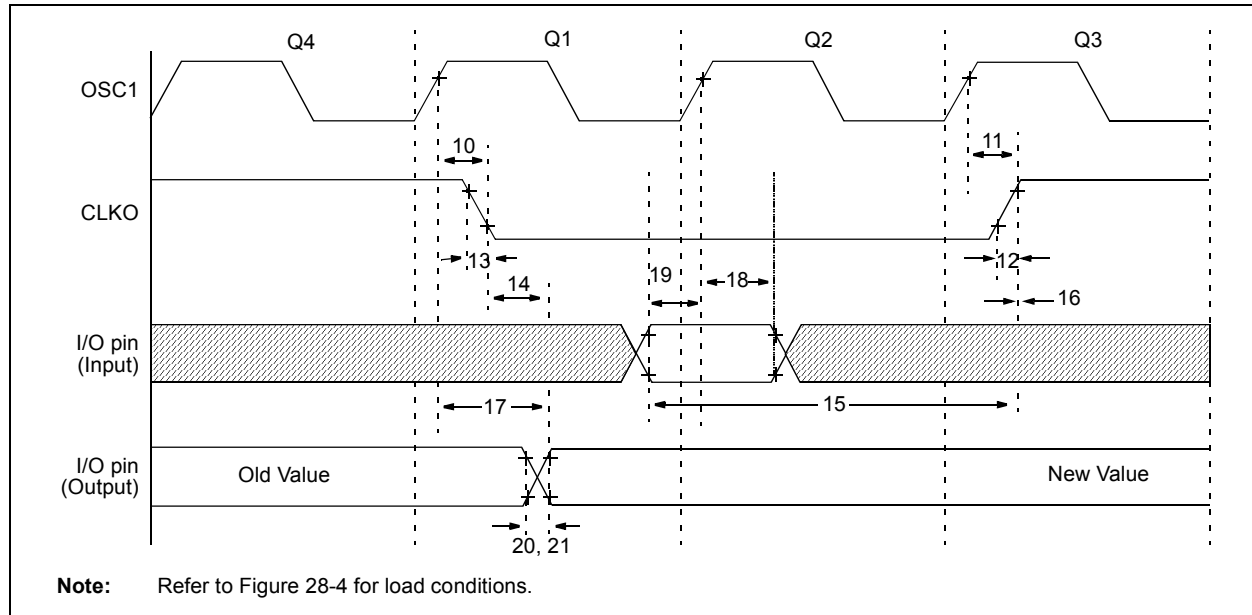 Q4 Q1 Q2 Q3
OSC1
10
11
CLKO
13
12
14
19
18
16
I/O pin
(Input)
17
15
I/O pin
(Output)
Old Value
New Value
20, 21
Note: Refer to Figure 28-4 for load conditions.